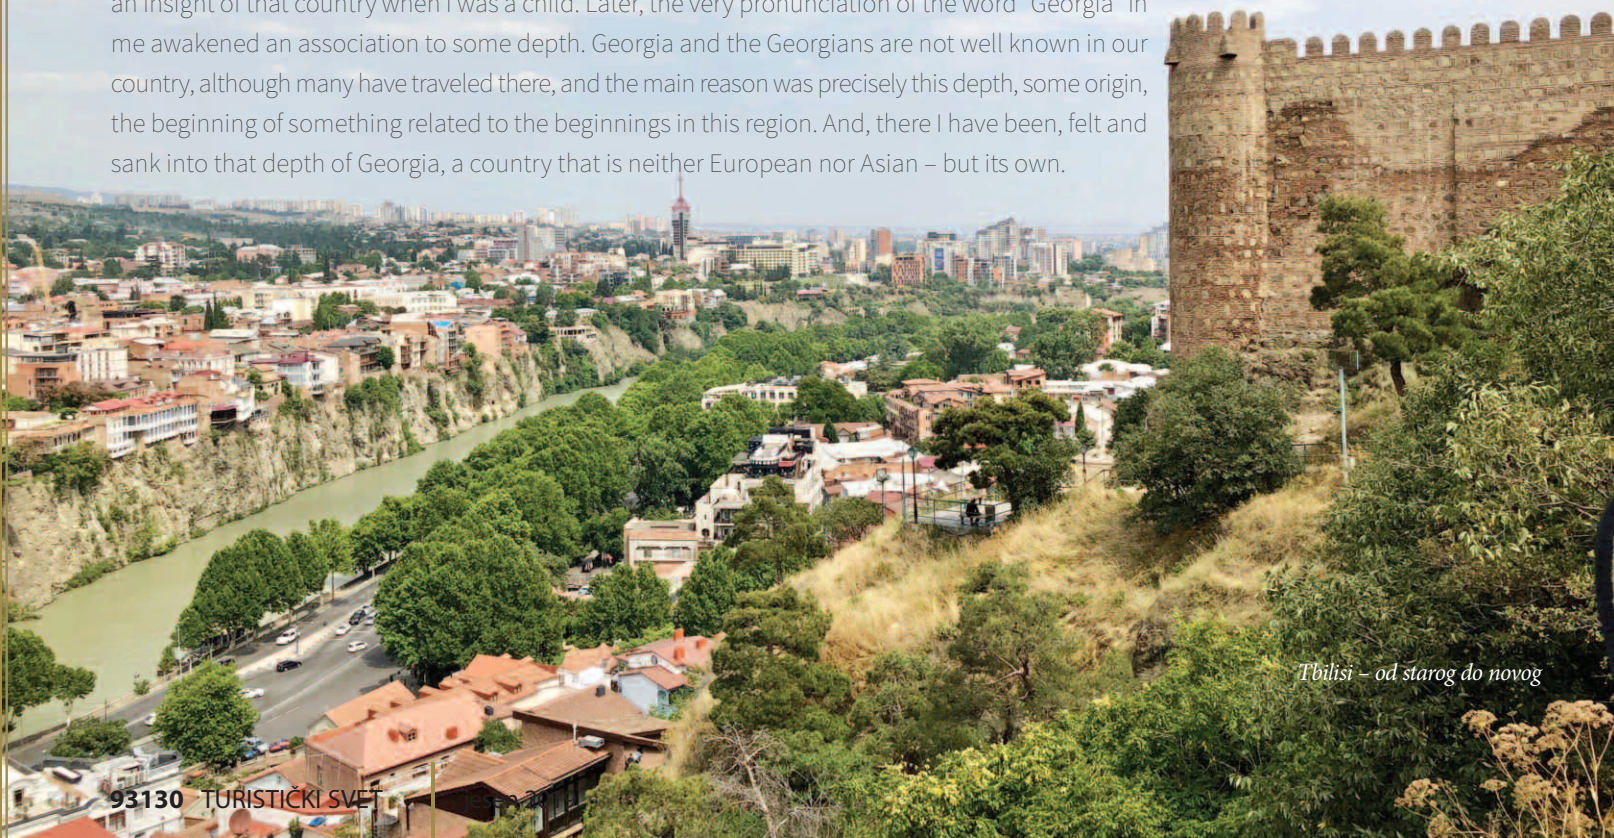 an insight of that country when I was a child. Later, the very pronunciation of the word "Georgia" in
me awakened an association to some depth. Georgia and the Georgians are not well known in our
country, although many have traveled there, and the main reason was precisely this depth, some origin,
the beginning of something related to the beginnings in this region. And, there I have been, felt and
sank into that depth of Georgia, a country that is neither European nor Asian – but its own.
Tbilisi – od starog do novog
93130 TURISTIČKI SVET jesen